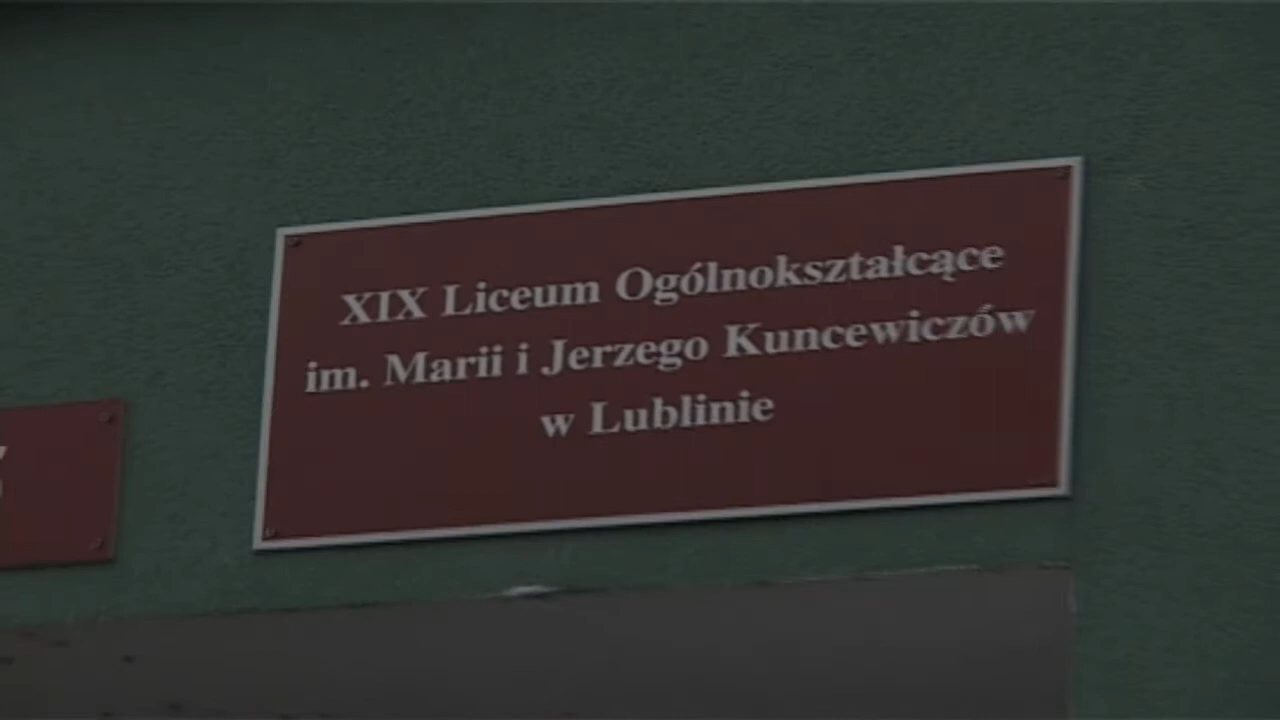 XIX Liceum Ogólnokształcące
im. Marii i Jerzego Kuncewiczów
w Lublinie